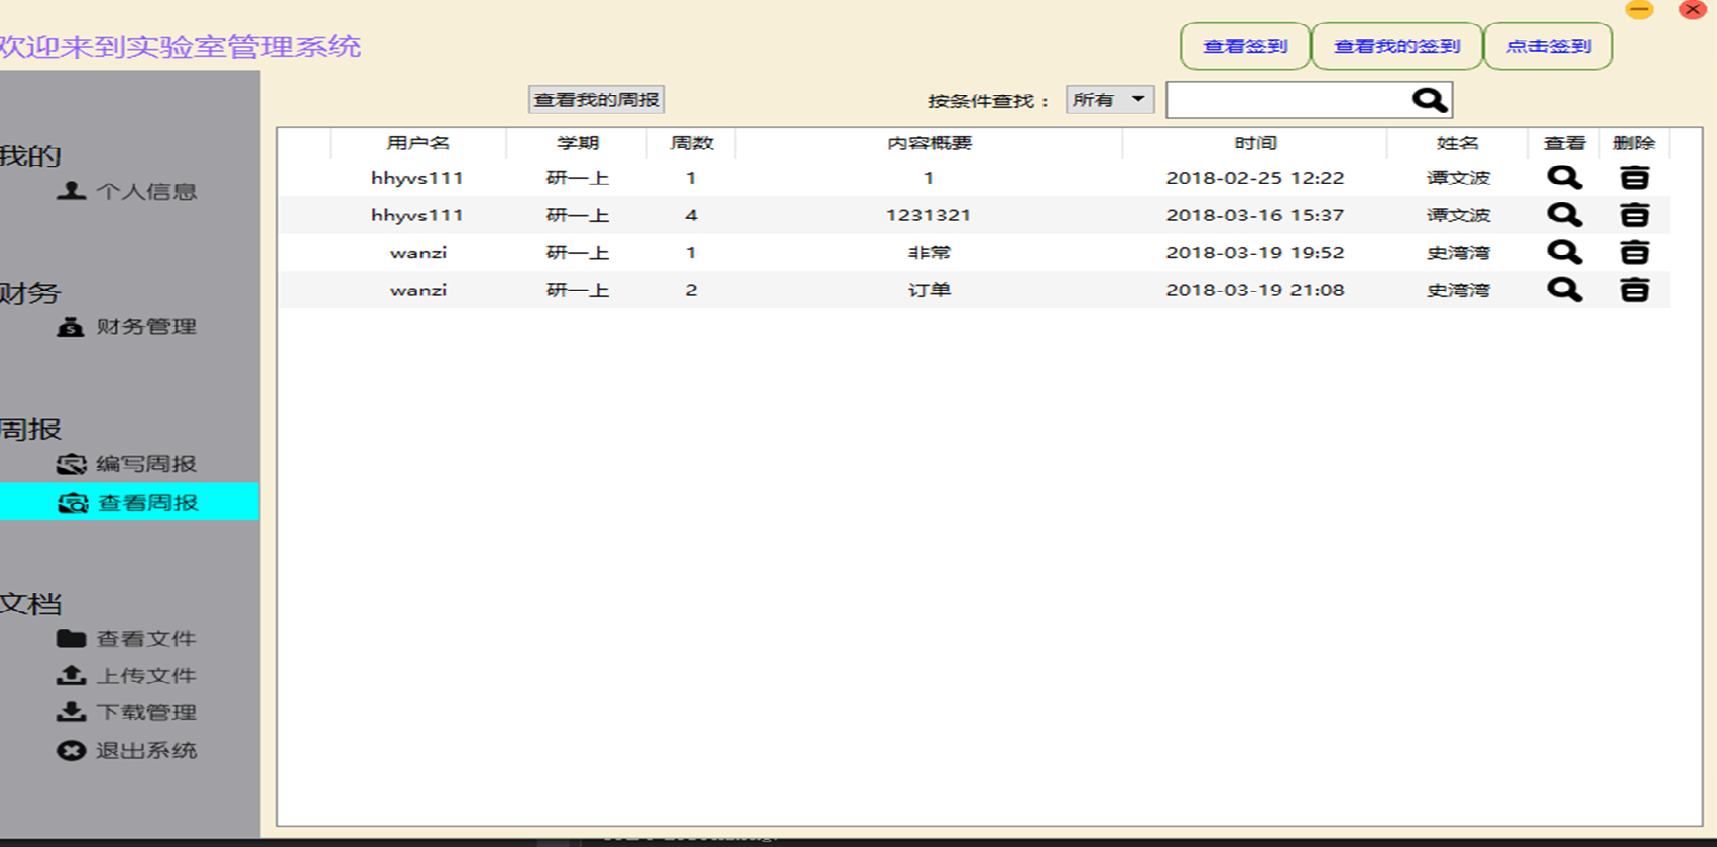 欢迎来到实验室管理系统
查看签到 查看我的签到 点击签到
查看我的周报 按条件查找： 所有
我的
个人信息
财务
财务管理
周报
编写周报
查看周报
文档
查看文件
上传文件
下载管理
退出系统
用户名 学期 周数 内容概要 时间 姓名 查看 删除
hhyvs111 研一上 1 1 2018-02-25 12:22 谭文波
hhyvs111 研一上 4 1231321 2018-03-16 15:37 谭文波
wanzi 研一上 1 非常 2018-03-19 19:52 史湾湾
wanzi 研一上 2 订单 2018-03-19 21:08 史湾湾